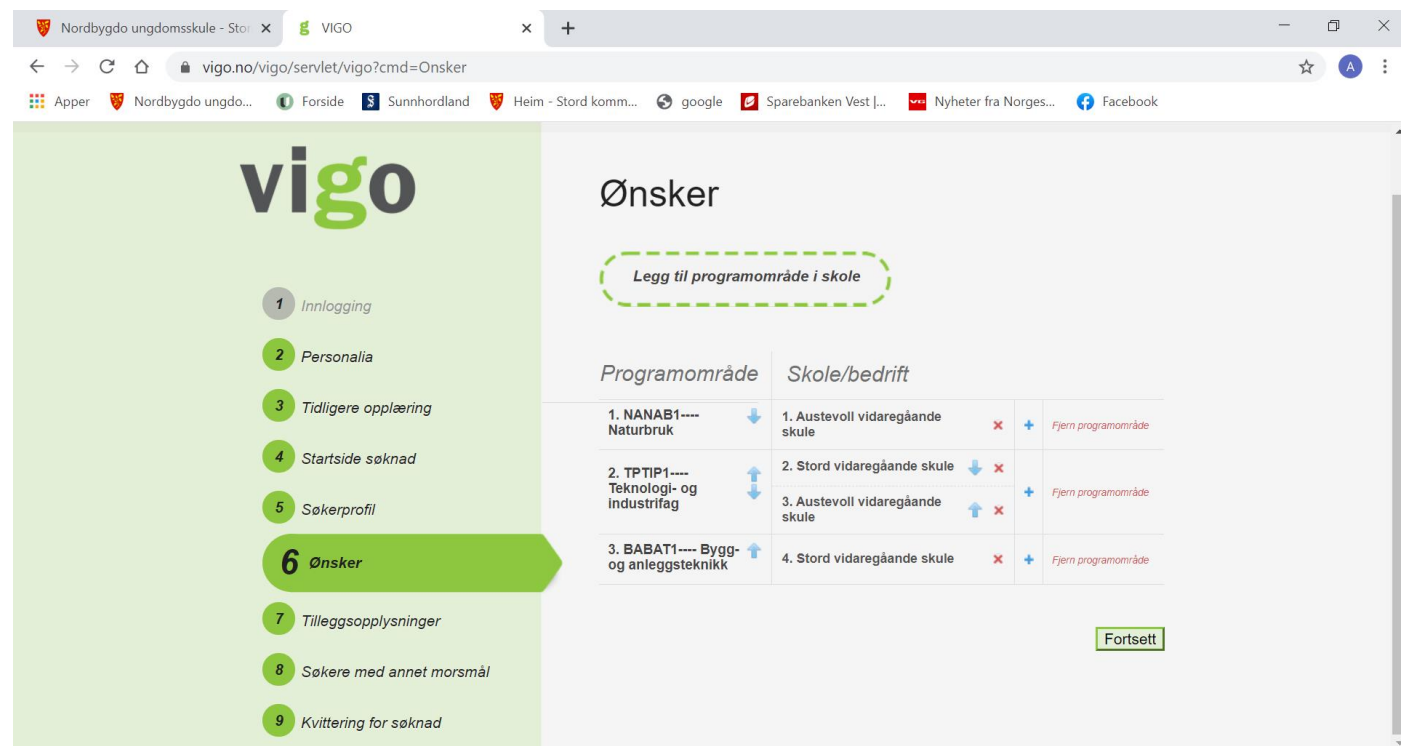 Nordbygdo ungdomsskule - Stor
VIGO
vigo.no/vigo/servlet/vigo?cmd=Onsker
A
Apper
Nordbygdo ungdo...
Forside
Sunnhordland
Heim - Stord komm...
google
Sparebanken Vest |...
Nyheter fra Norges...
Facebook
vigo
1 Innlogging
2 Personalia
3 Tidligere opplæring
4 Startside søknad
5 Søkerprofil
6 Ønsker
7 Tilleggsopplysninger
8 Søkere med annet morsmål
9 Kvittering for søknad
Ønsker
Legg til programområde i skole
Programområde Skole/bedrift
1. NANAB1----
Naturbruk
1. Austevoll vidaregåande
skule
Fjern programområde
2. TPTIP1----
Teknologi- og
industrifag
2. Stord vidaregåande skule
3. Austevoll vidaregåande
skule
Fjern programområde
3. BABAT1---- Bygg-
og anleggsteknikk
4. Stord vidaregåande skule
Fjern programområde
Fortsett